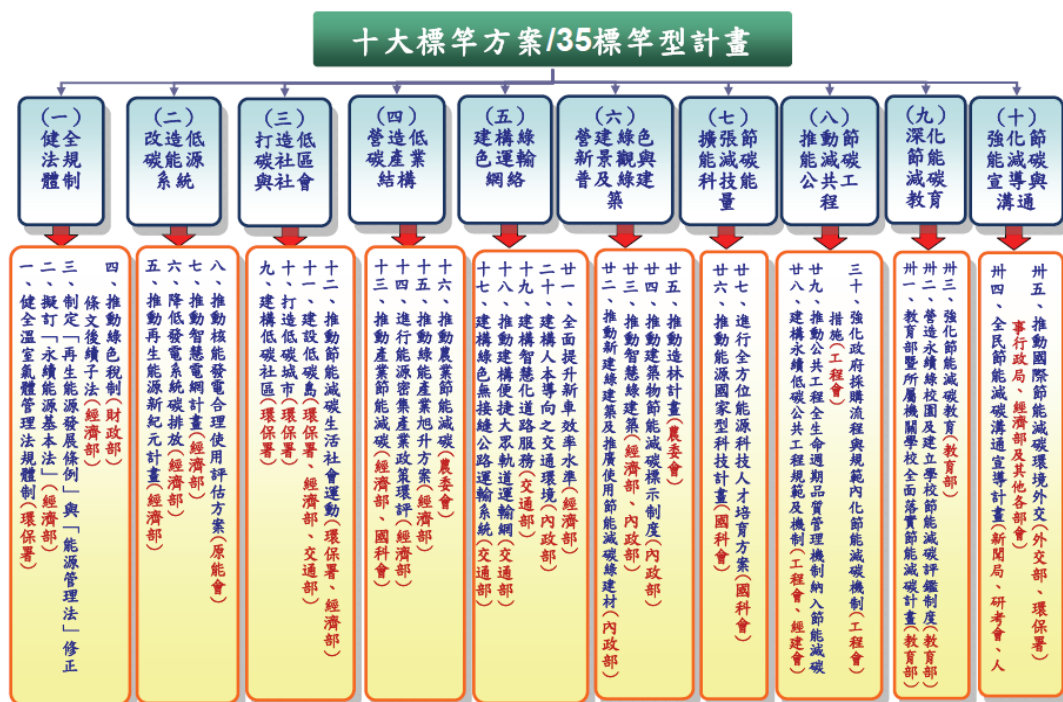 十大標竿方案/35標竿型計畫
(一)
健全
法規
體制
(二)
改造低
碳能源
系統
(三)
打造低
碳社區
與社會
(四)
營造低
碳產業
結構
(五)
建構綠
色運輸
網絡
(六)
營建綠色
新景觀與
普及綠建
築
(七)
擴張節
能減碳
科技能
量
(八)
推動節
能減碳
公共工
程
(九)
深化
節能
減碳
教育
(十)
強化節
能減碳
宣導與
溝通
一、健全溫室氣體管理法規體制(環保署)
二、擬訂「永續能源基本法」(經濟部)
三、制定「再生能源發展條例」與「能源管理法」修正
條文後續子法(經濟部)
四、推動綠色稅制(財政部)
五、推動再生能源新紀元計畫(經濟部)
六、降低發電系統碳排放(經濟部)
七、推動智慧電網計畫(經濟部)
八、推動核能發電合理使用評估方案(原能會)
九、建構低碳社區(環保署)
十、打造低碳城市(環保署)
十一、建設低碳島(環保署、經濟部、交通部)
十二、推動節能減碳生活社會運動(環保署、經濟部)
十三、推動產業節能減碳(經濟部、國科會)
十四、進行能源密集產業政策環評(經濟部)
十五、推動綠能產業旭升方案(經濟部)
十六、推動農業節能減碳(農委會)
十七、建構綠色無接縫公路運輸系統(交通部)
十八、推動建構便捷大眾軌道運輸網(交通部)
十九、建構智慧化道路服務(交通部)
二十、建構人本導向之交通環境(內政部)
廿一、全面提升新車效率水準(經濟部)
廿二、推動新建綠建築及推廣使用節能減碳綠建材(內政部)
廿三、推動智慧綠建築(經濟部、內政部)
廿四、推動建築物節能減碳標示制度(內政部)
廿五、推動造林計畫(農委會)
廿六、推動能源國家型科技計畫(國科會)
廿七、進行全方位能源科技人才培育方案(國科會)
廿八、建構永續低碳公共工程規範及機制(工程會、經建會)
廿九、推動公共工程全生命週期品質管理機制納入節能減碳
措施(工程會)
三十、強化政府採購流程與規範內化節能減碳機制(工程會)
卅一、教育部暨所屬機關學校全面落實節能減碳計畫(教育部)
卅二、營造永續綠校園及建立學校節能減碳評鑑制度(教育部)
卅三、強化節能減碳教育(教育部)
卅四、全民節能減碳溝通宣導計畫(新聞局、研考會、人
事行政局、經濟部及其他各部會)
卅五、推動國際節能減碳環境外交(外交部、環保署)